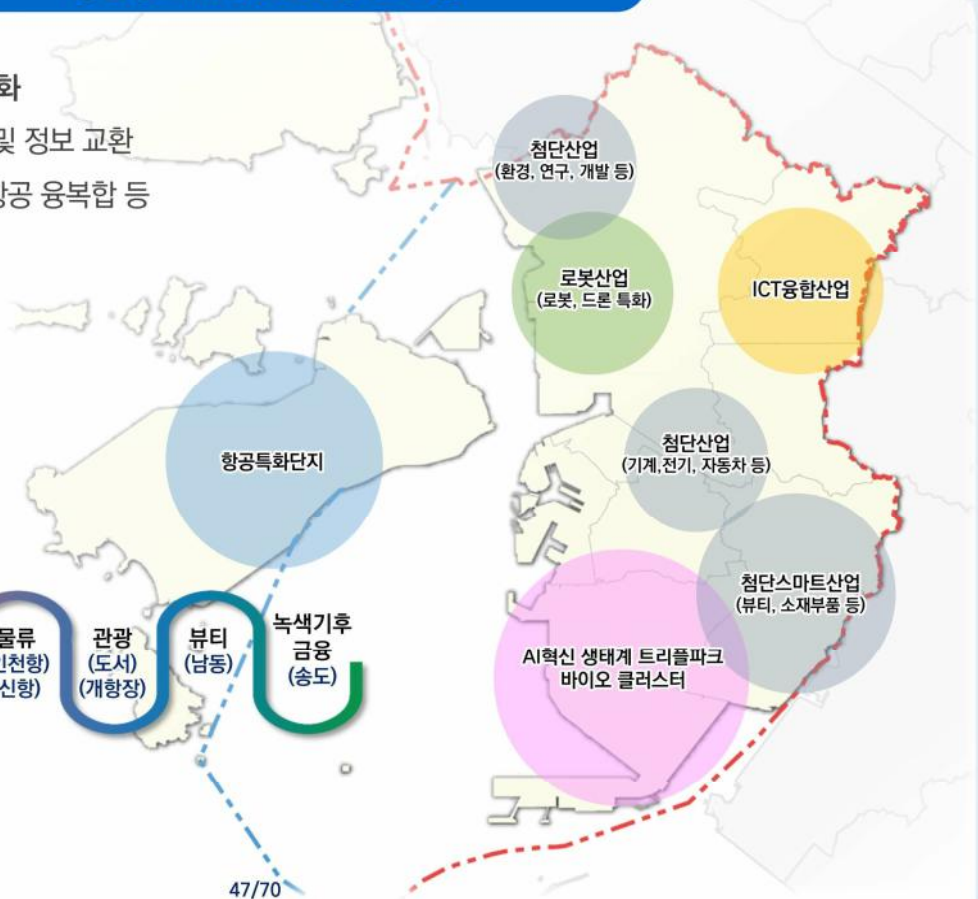 화
및 정보 교환
항공 융복합 등
첨단산업
(환경, 연구, 개발 등)
로봇산업
(로봇, 드론 특화)
ICT융합산업
항공특화단지
첨단산업
(기계,전기, 자동차 등)
첨단스마트산업
(뷰티, 소재부품 등)
AI혁신 생태계 트리플파크
바이오 클러스터
물류
인천항)
신항)
관광
(도서)
(개항장)
뷰티
(남동)
녹색기후
금융
(송도)
47/70